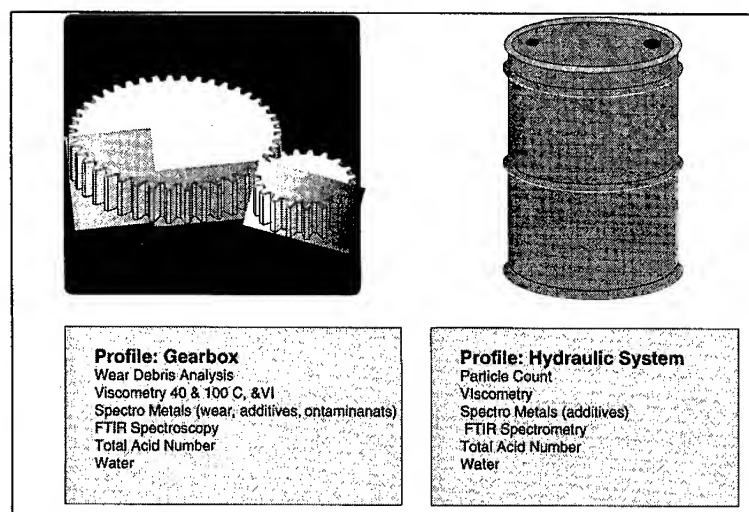 Profile: Gearbox
Wear Debris Analysis
Viscometry 40 & 100 C, &VI
Spectro Metals (wear, additives, ontaminanats)
FTIR Spectroscopy
Total Acid Number
Water
Profile: Hydraulic System
Particle Count
Viscometry
Spectro Metals (additives)
FTIR Spectrometry
Total Acid Number
Water